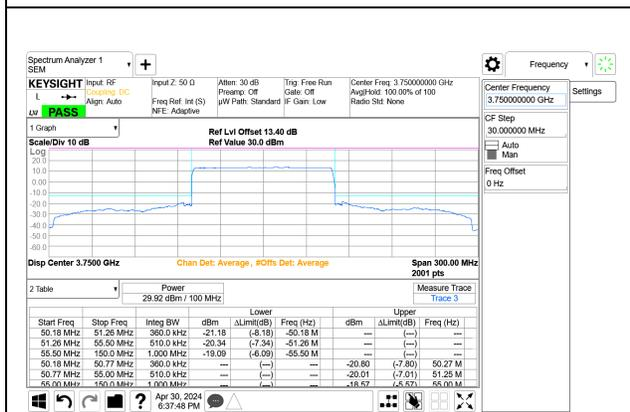 Spectrum Analyzer 1
SEM
+
Frequency
KEYSIGHT Input: RF Input Z: 50 Ω Atten: 30 dB Trig: Free Run Center Freq: 3.750000000 GHz
L Coupling: DC Preamp: Off Gate: Off Avg|Hold: 100.00% of 100
Align: Auto Freq Ref: Int (S) µW Path: Standard IF Gain: Low Radio Std: None
NFE: Adaptive
LXI PASS
Center Frequency
3.750000000 GHz
Settings
CF Step
30.000000 MHz
Auto
Man
Freq Offset
0 Hz
1 Graph
Ref Lvl Offset 13.40 dB
Scale/Div 10 dB Ref Value 30.0 dBm
Log
20.0
10.0
0.00
-10.0
-20.0
-30.0
-40.0
-50.0
-60.0
Disp Center 3.7500 GHz Chan Det: Average, #Offs Det: Average Span 300.00 MHz
2001 pts
2 Table Power Measure Trace
29.92 dBm / 100 MHz Trace 3
Lower Upper
Start Freq Stop Freq Integ BW dBm ΔLimit(dB) Freq (Hz) dBm ΔLimit(dB) Freq (Hz)
50.18 MHz 51.26 MHz 360.0 kHz -21.18 (-8.18) -50.18 M --- (---) ---
51.26 MHz 55.50 MHz 510.0 kHz -20.34 (-7.34) -51.26 M --- (---) ---
55.50 MHz 150.0 MHz 1.000 MHz -19.09 (-6.09) -55.50 M --- (---) ---
50.18 MHz 50.77 MHz 360.0 kHz --- (---) --- -20.80 (-7.80) 50.27 M
50.77 MHz 55.00 MHz 510.0 kHz --- (---) --- -20.01 (-7.01) 51.25 M
55.00 MHz 150.0 MHz 1.000 MHz --- (---) --- -18.57 (-5.57) 55.00 M
? Apr 30, 2024
6:37:48 PM